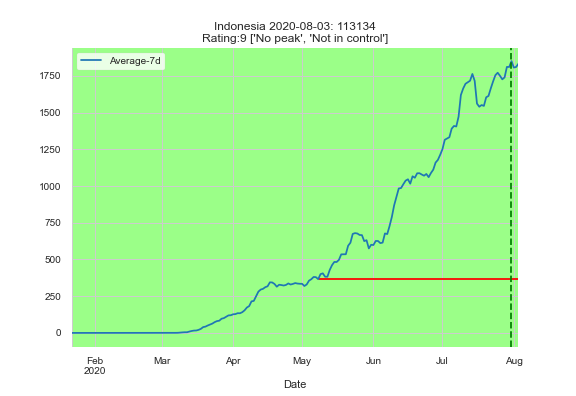 Indonesia 2020-08-03: 113134
Rating:9 ['No peak', 'Not in control']
Average-7d
1750
1500
1250
1000
750
500
250
0
Feb Mar Apr May Jun Jul Aug
2020
Date